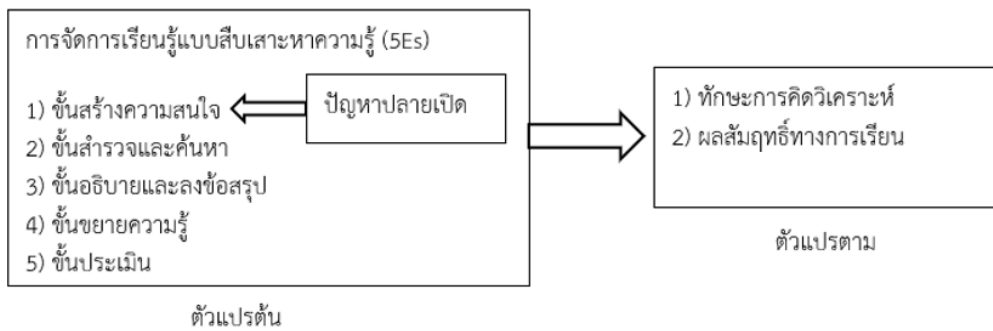 การจัดการเรียนรู้แบบสืบเสาะหาความรู้ (5Es)
1) ขั้นสร้างความสนใจ
ปัญหาปลายเปิด
2) ขั้นสำรวจและค้นหา
3) ขั้นอธิบายและลงข้อสรุป
4) ขั้นขยายความรู้
5) ขั้นประเมิน
ตัวแปรต้น
1) ทักษะการคิดวิเคราะห์
2) ผลสัมฤทธิ์ทางการเรียน
ตัวแปรตาม